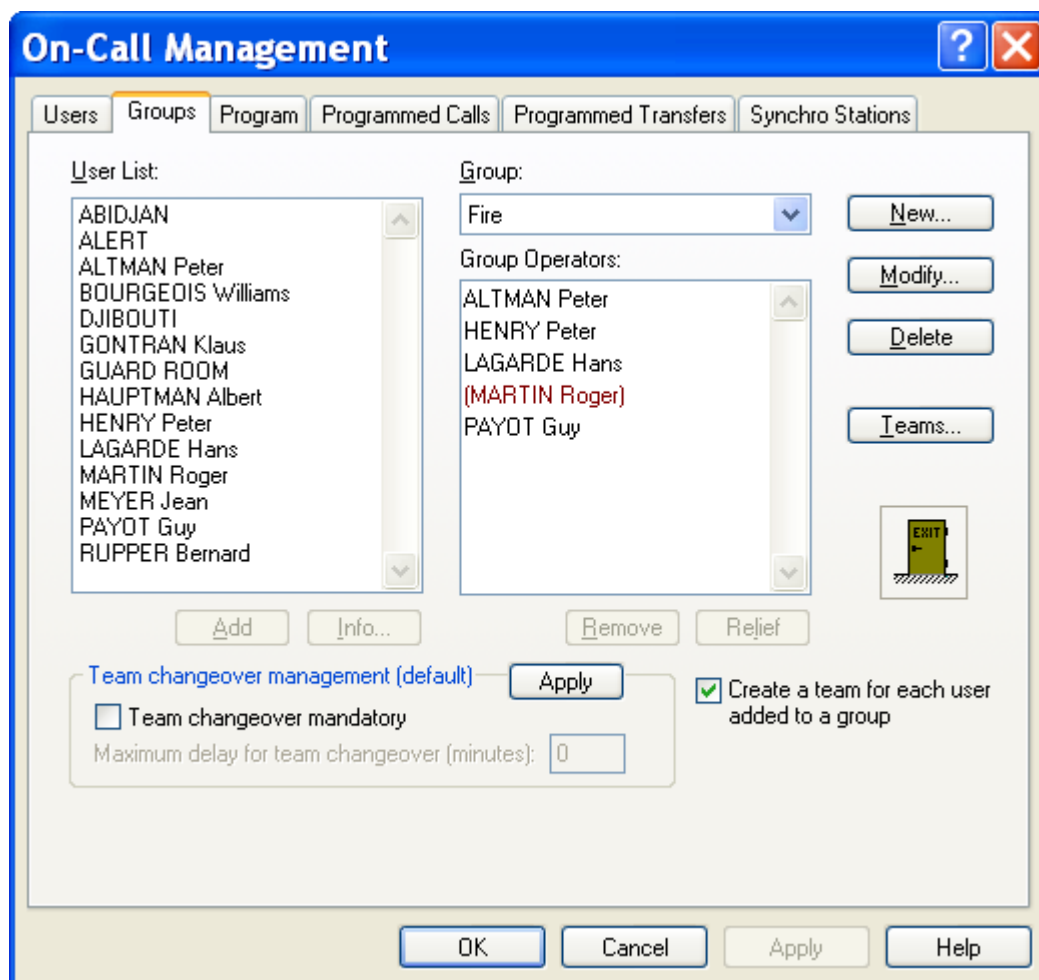 On-Call Management
Users Groups Program Programmed Calls Programmed Transfers Synchro Stations
User List:
ABIDJAN
ALERT
ALTMAN Peter
BOURGEOIS Williams
DJIBOUTI
GONTRAN Klaus
GUARD ROOM
HAUPTMAN Albert
HENRY Peter
LAGARDE Hans
MARTIN Roger
MEYER Jean
PAYOT Guy
RUPPER Bernard
Add Info...
Group:
Fire
Group Operators:
ALTMAN Peter
HENRY Peter
LAGARDE Hans
(MARTIN Roger)
PAYOT Guy
Remove Relief
New...
Modify...
Delete
Teams...
EXIT
Team changeover management (default) Apply
Team changeover mandatory
Maximum delay for team changeover (minutes): 0
Create a team for each user
added to a group
OK Cancel Apply Help